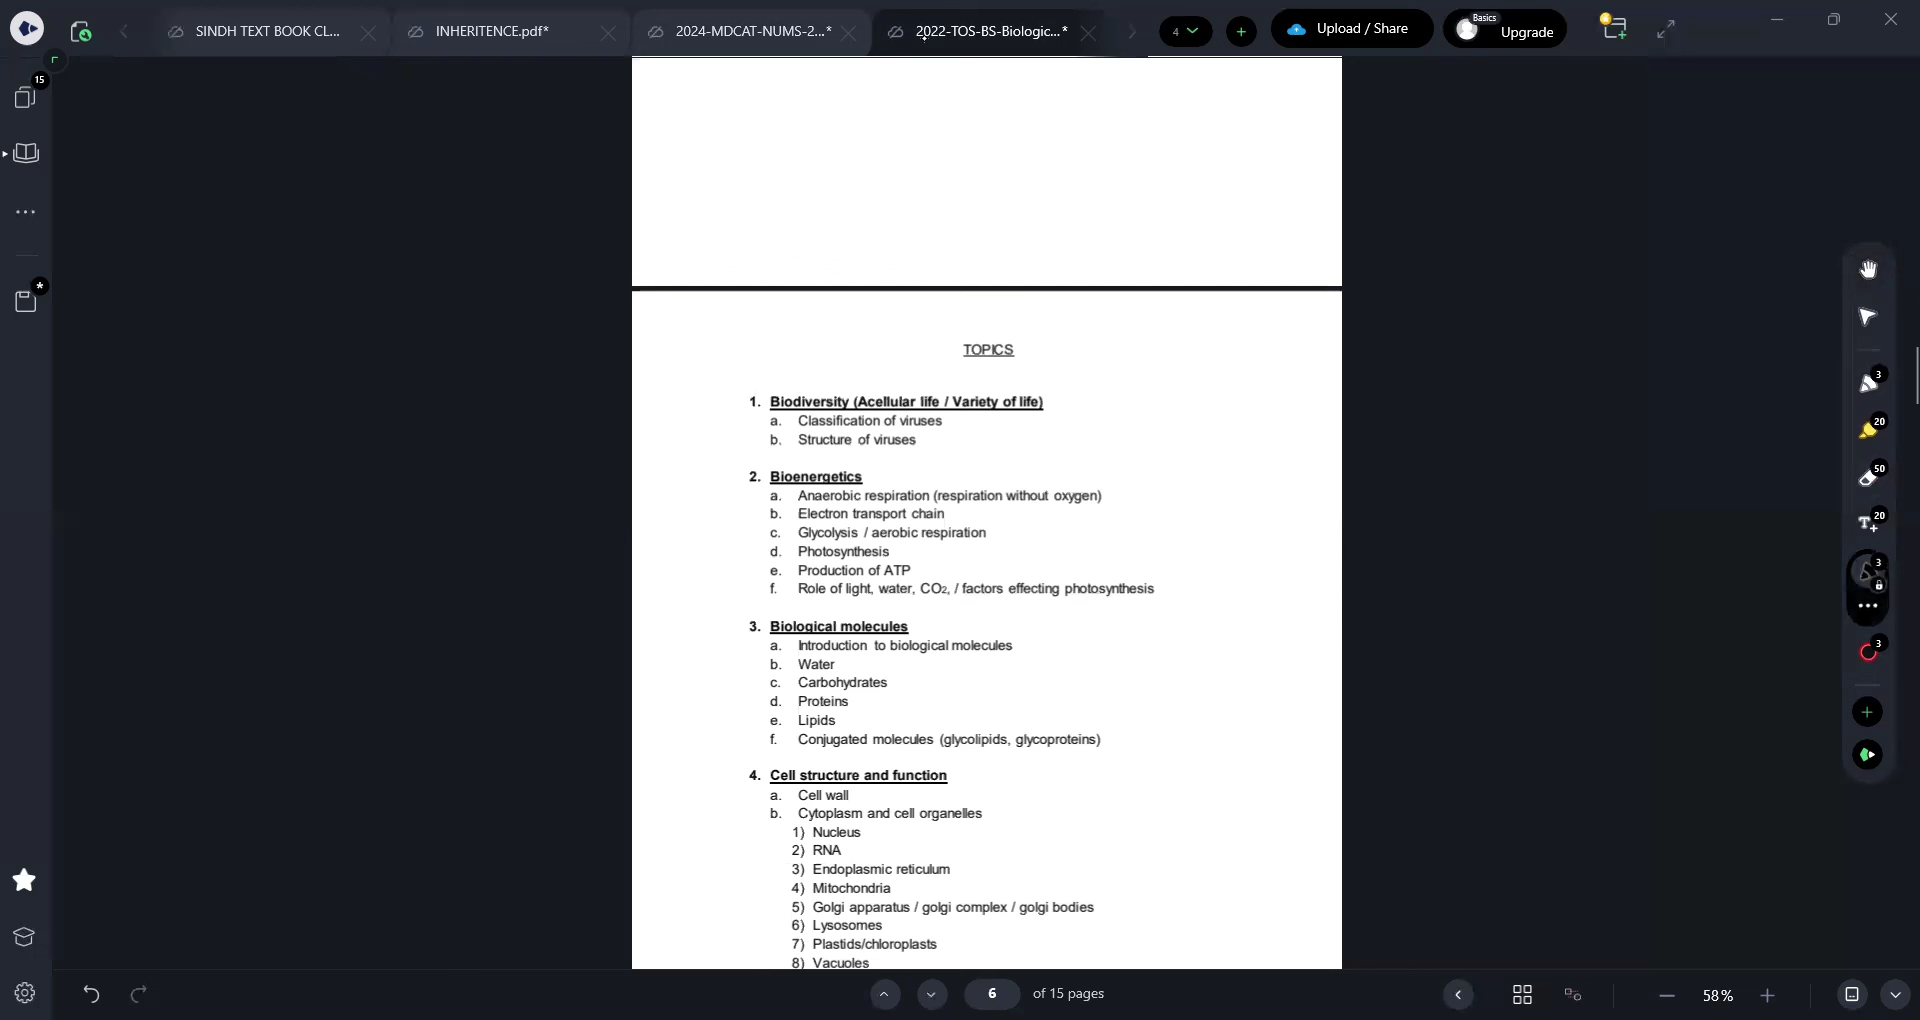 SINDH TEXT BOOK CL...
INHERITENCE.pdf*
2024-MDCAT-NUMS-2...*
2022-TOS-BS-Biologic...*
4
Upload / Share
Basics
Upgrade
15
*
TOPICS
1. Biodiversity (Acellular life / Variety of life)
a. Classification of viruses
b. Structure of viruses
2. Bioenergetics
a. Anaerobic respiration (respiration without oxygen)
b. Electron transport chain
c. Glycolysis / aerobic respiration
d. Photosynthesis
e. Production of ATP
f. Role of light, water, CO2, / factors effecting photosynthesis
3. Biological molecules
a. Introduction to biological molecules
b. Water
c. Carbohydrates
d. Proteins
e. Lipids
f. Conjugated molecules (glycolipids, glycoproteins)
4. Cell structure and function
a. Cell wall
b. Cytoplasm and cell organelles
1) Nucleus
2) RNA
3) Endoplasmic reticulum
4) Mitochondria
5) Golgi apparatus / golgi complex / golgi bodies
6) Lysosomes
7) Plastids/chloroplasts
8) Vacuoles
3
20
50
20
3
3
6 of 15 pages
58%